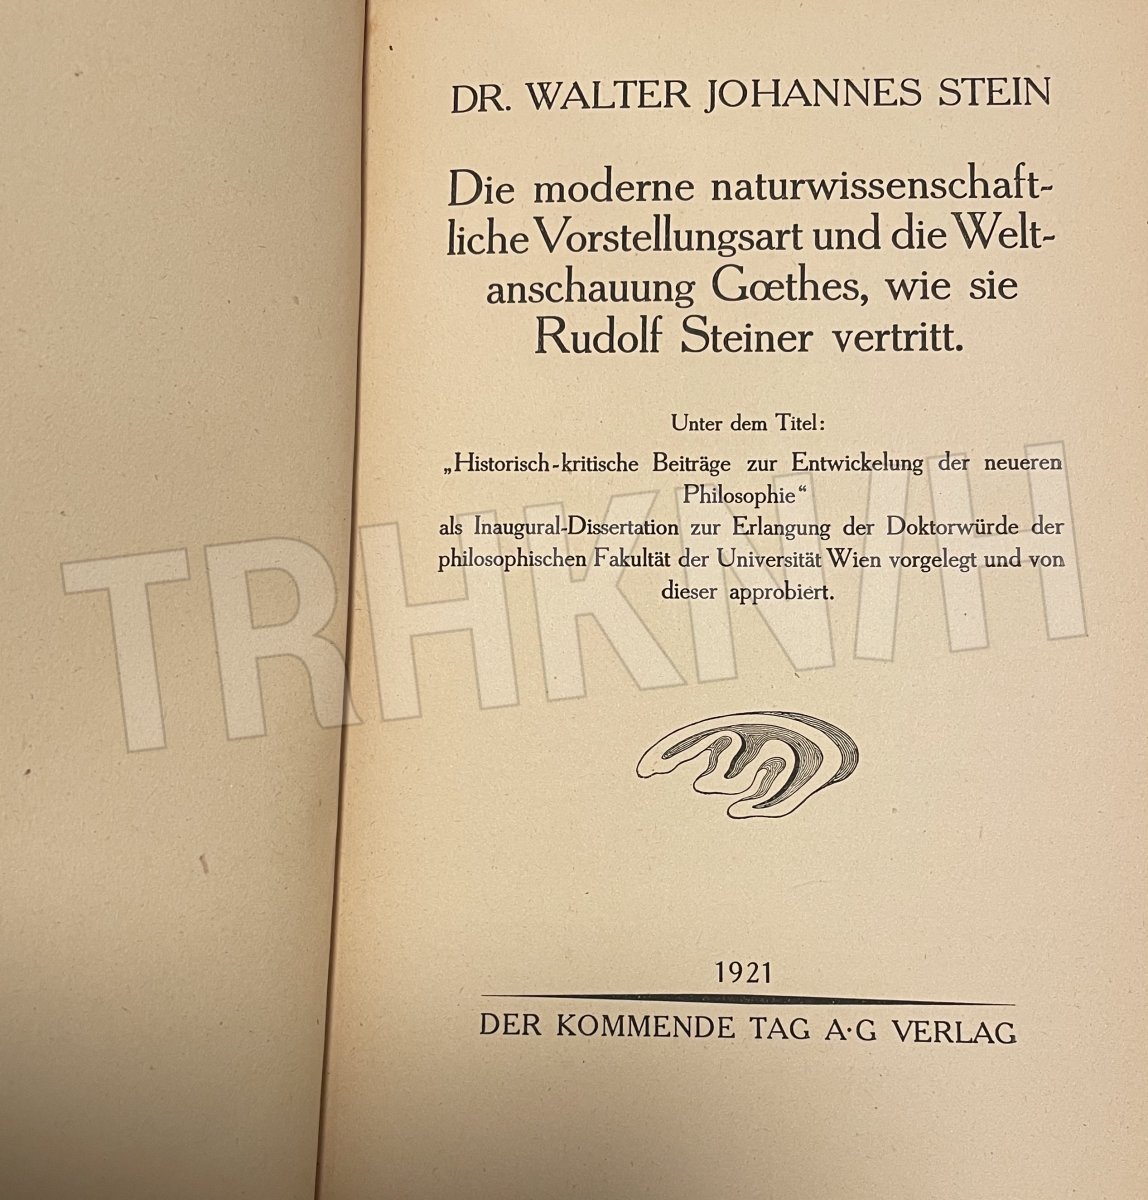 DR. WALTER JOHANNES STEIN
Die moderne naturwissenschaft-
liche Vorstellungsart und die Welt-
anschauung Gœthes, wie sie
Rudolf Steiner vertritt.
Unter dem Titel:
„Historisch-kritische Beiträge zur Entwickelung der neueren
Philosophie“
als Inaugural-Dissertation zur Erlangung der Doktorwürde der
philosophischen Fakultät der Universität Wien vorgelegt und von
dieser approbiert.
TRHKN/H
1921
DER KOMMENDE TAG A·G VERLAG